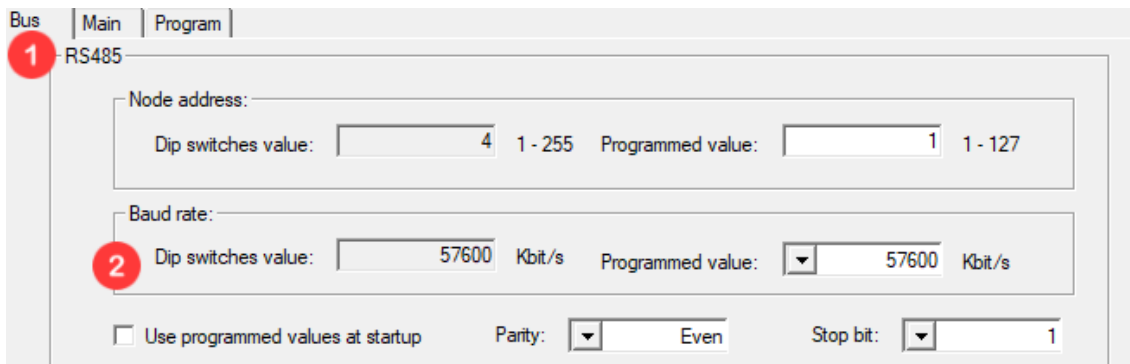 Bus Main Program
1 RS485
Node address:
Dip switches value: 4 1 - 255 Programmed value: 1 1 - 127
Baud rate:
2 Dip switches value: 57600 Kbit/s Programmed value: 57600 Kbit/s
Use programmed values at startup Parity: Even Stop bit: 1